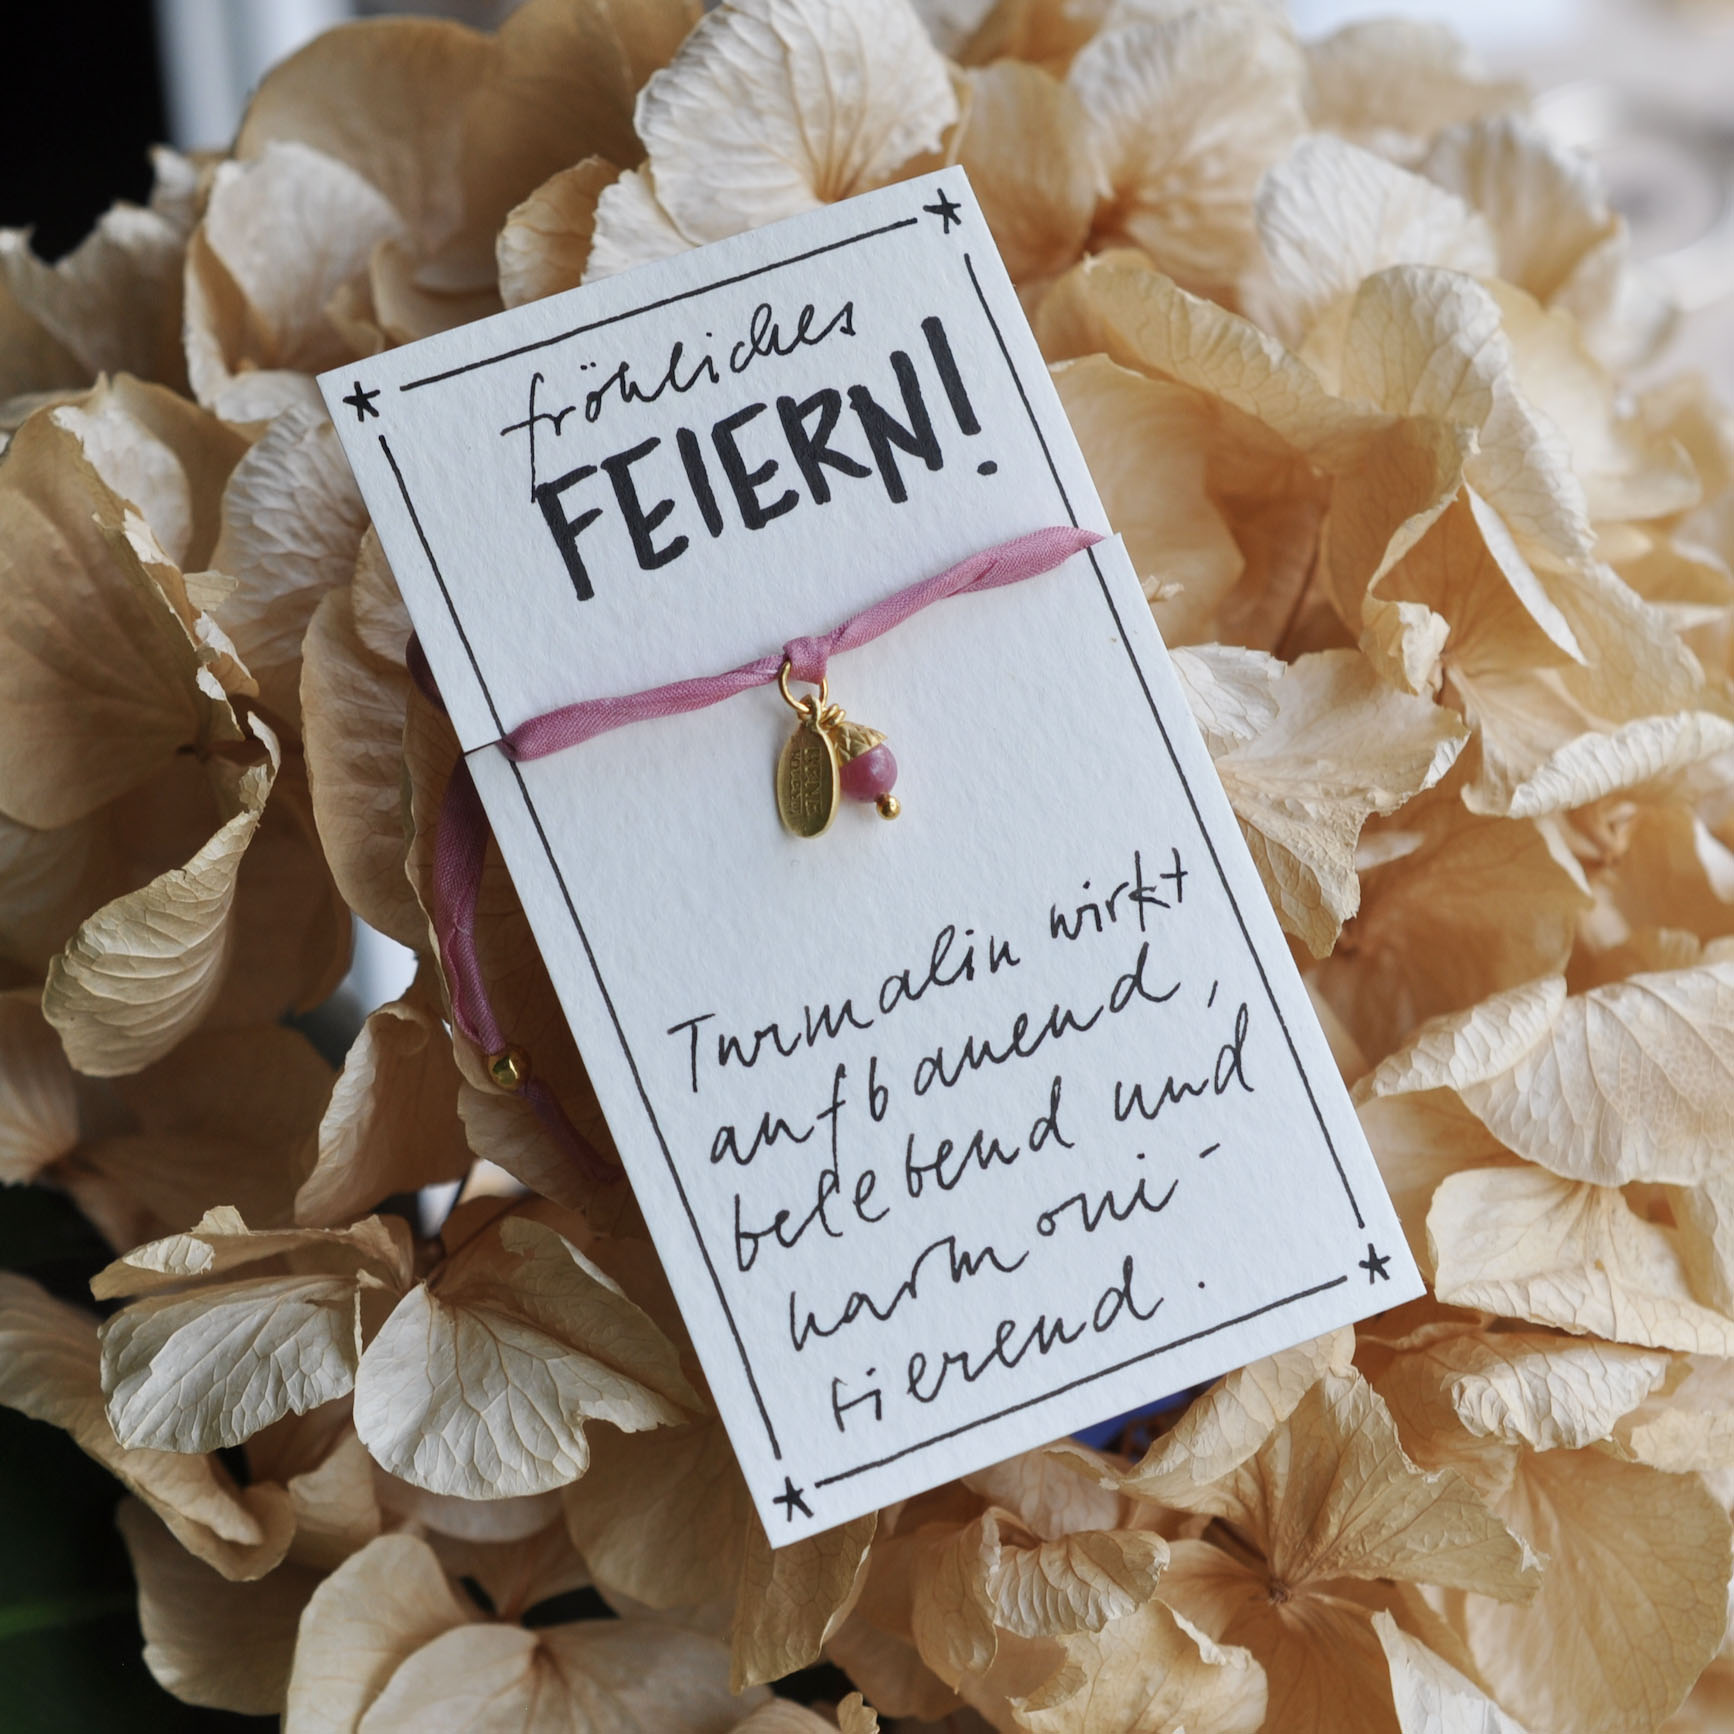 fröhliches
FEIERN!
Turmalin wirkt
aufbauend,
belebend und
harmoni-
sierend.